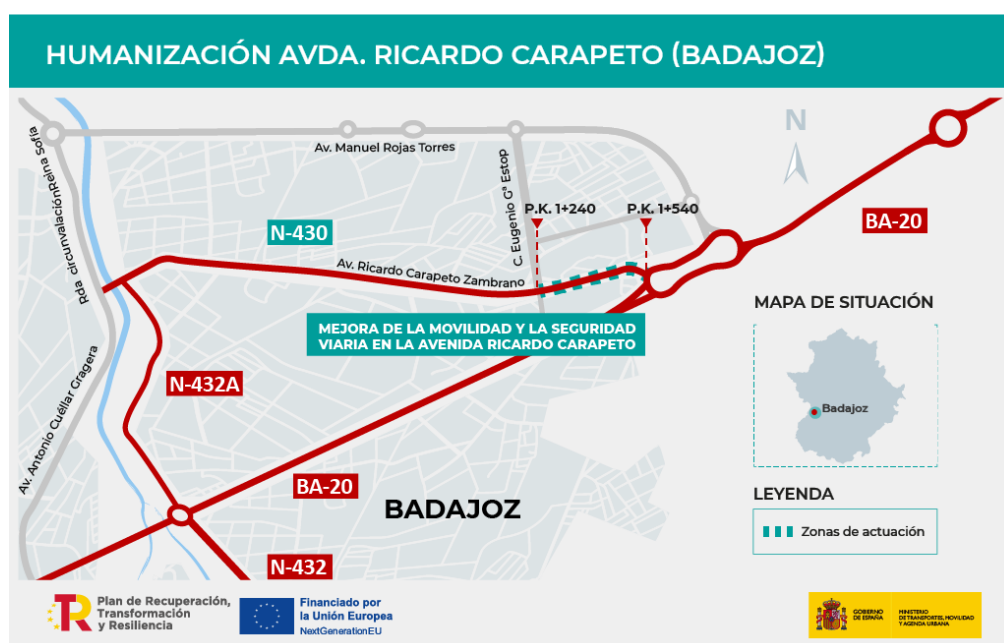 HUMANIZACIÓN AVDA. RICARDO CARAPETO (BADAJOZ)
Rda. circunvalaciónReina Sofía
Av. Manuel Rojas Torres
N
C. Eugenio Gª Estop
P.K. 1+240
P.K. 1+540
BA-20
N-430
Av. Ricardo Carapeto Zambrano
MEJORA DE LA MOVILIDAD Y LA SEGURIDAD
VIARIA EN LA AVENIDA RICARDO CARAPETO
MAPA DE SITUACIÓN
Badajoz
N-432A
Av. Antonio Cuéllar Gragera
BA-20
BADAJOZ
LEYENDA
Zonas de actuación
N-432
Plan de Recuperación,
Transformación
y Resiliencia
Financiado por
la Unión Europea
NextGenerationEU
GOBIERNO
DE ESPAÑA
MINISTERIO
DE TRANSPORTES, MOVILIDAD
Y AGENDA URBANA